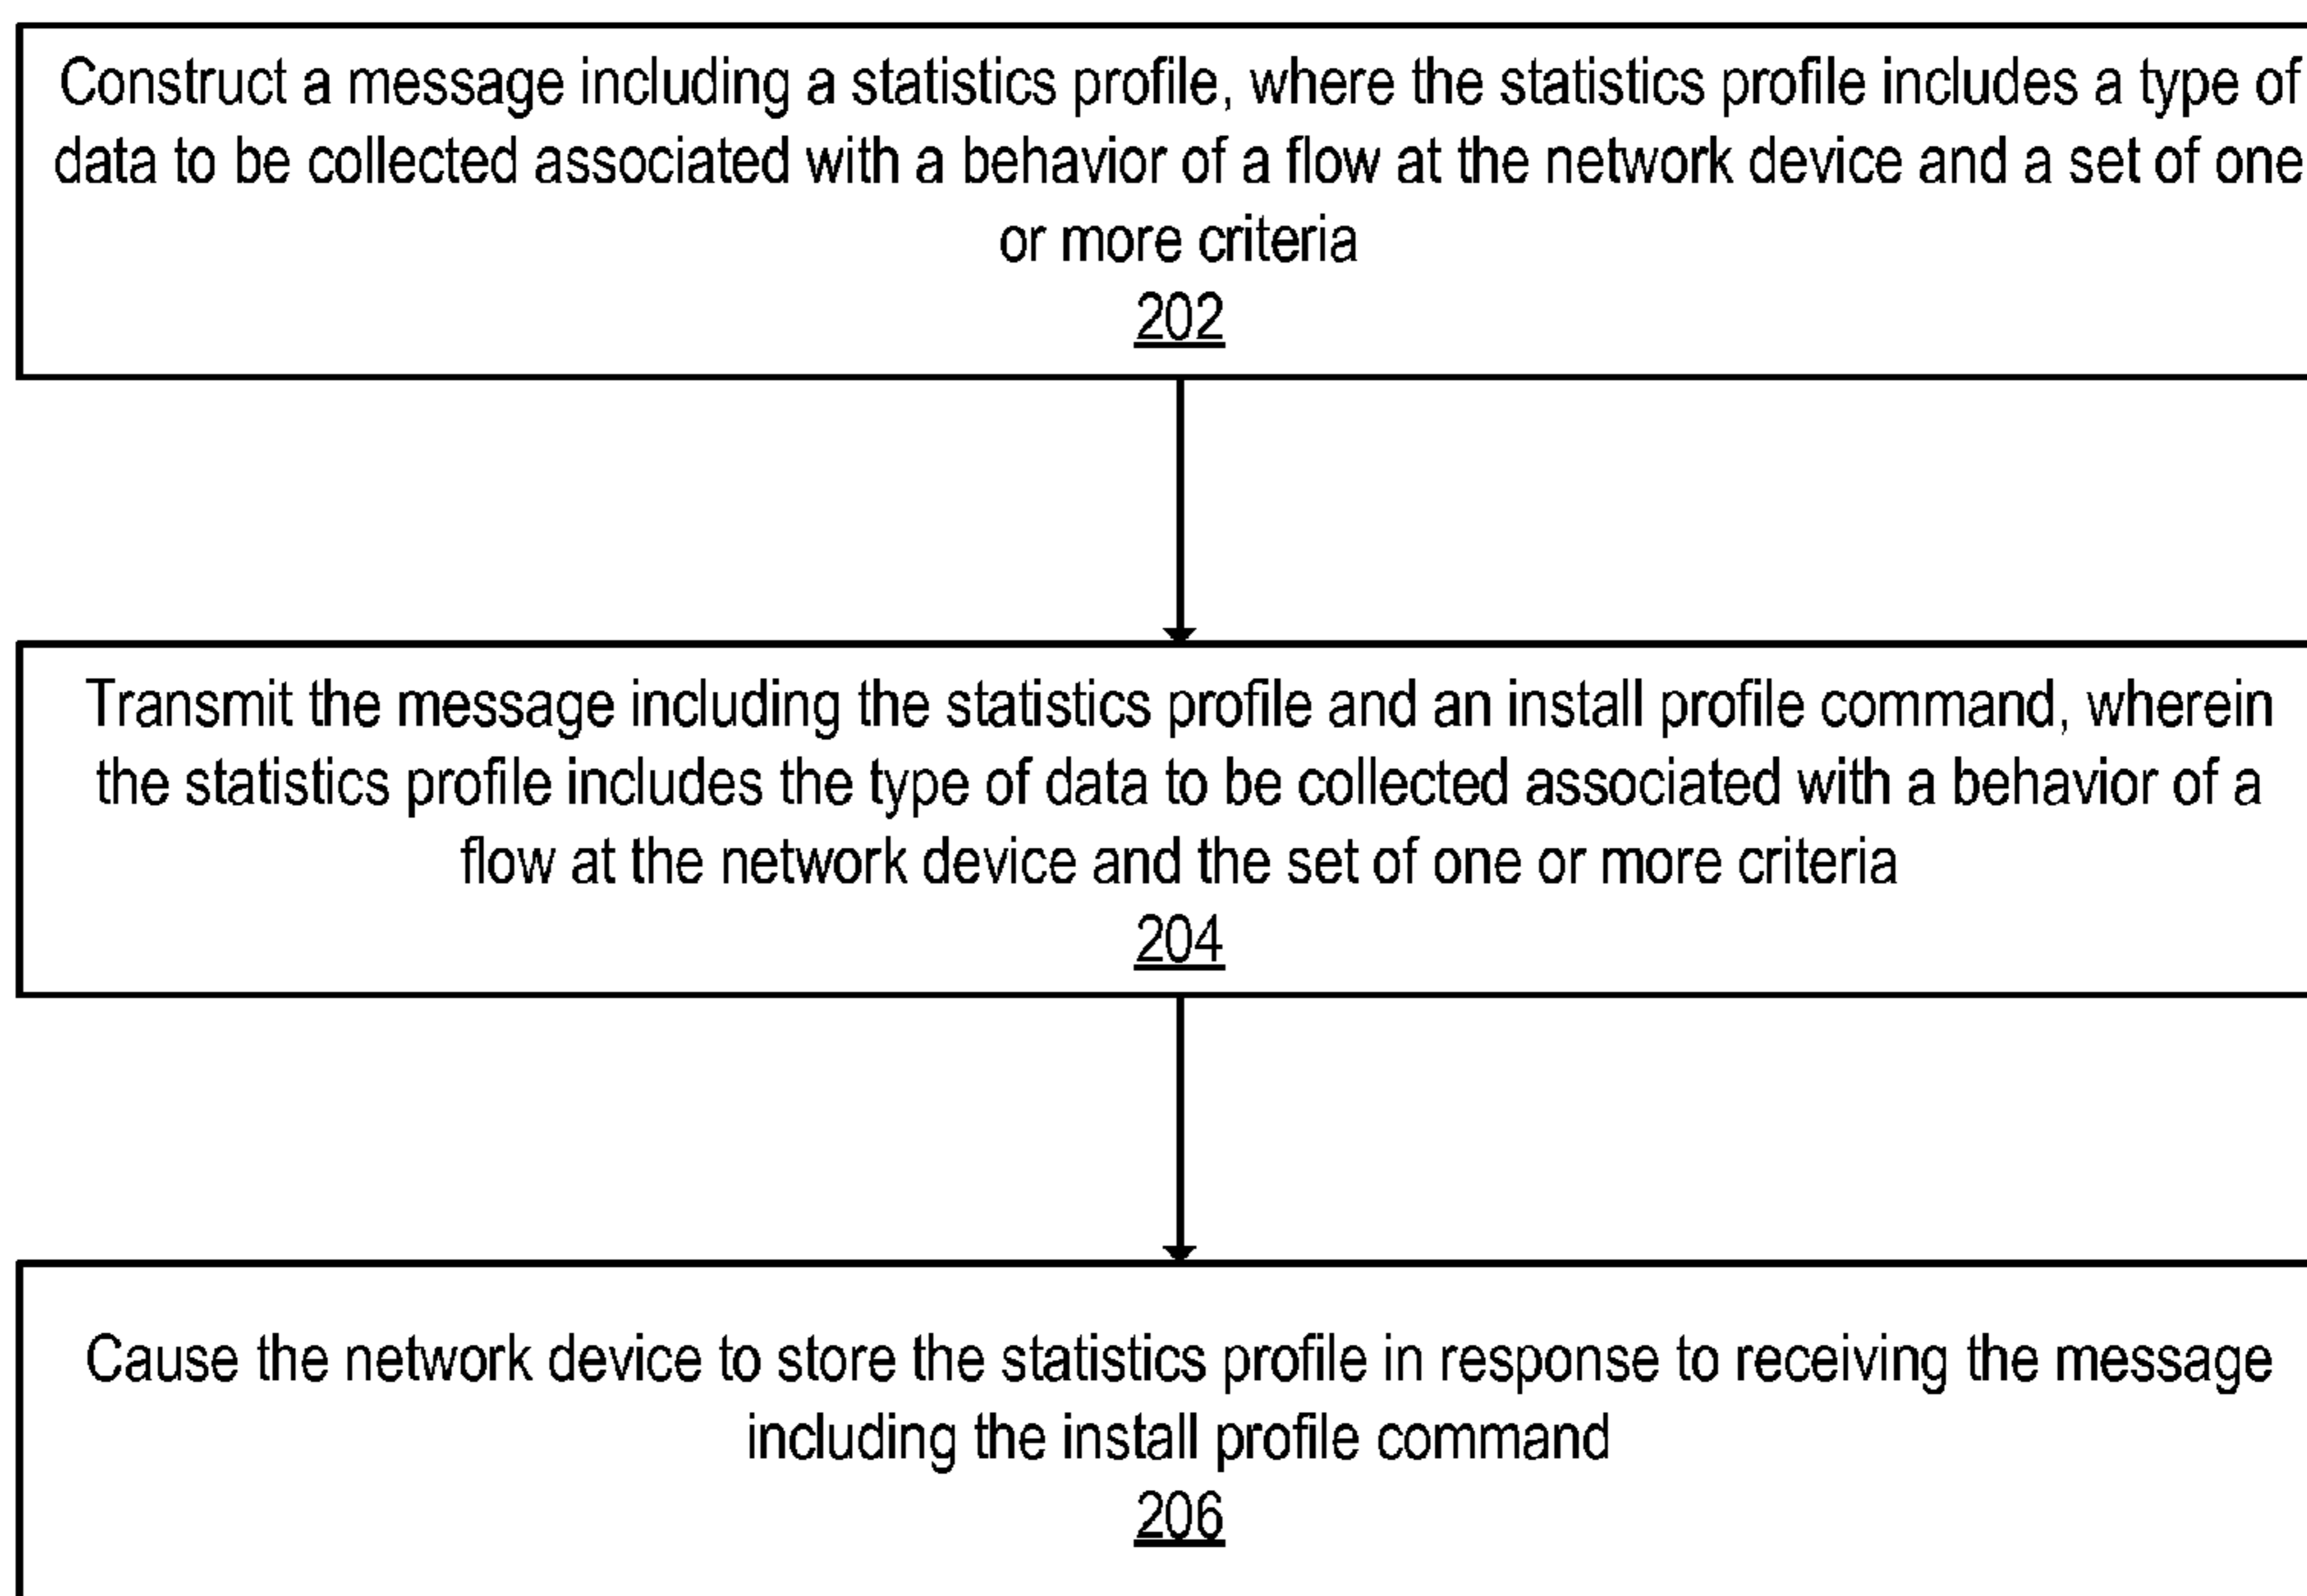 Construct a message including a statistics profile, where the statistics profile includes a type of
data to be collected associated with a behavior of a flow at the network device and a set of one
or more criteria
202
Transmit the message including the statistics profile and an install profile command, wherein
the statistics profile includes the type of data to be collected associated with a behavior of a
flow at the network device and the set of one or more criteria
204
Cause the network device to store the statistics profile in response to receiving the message
including the install profile command
206